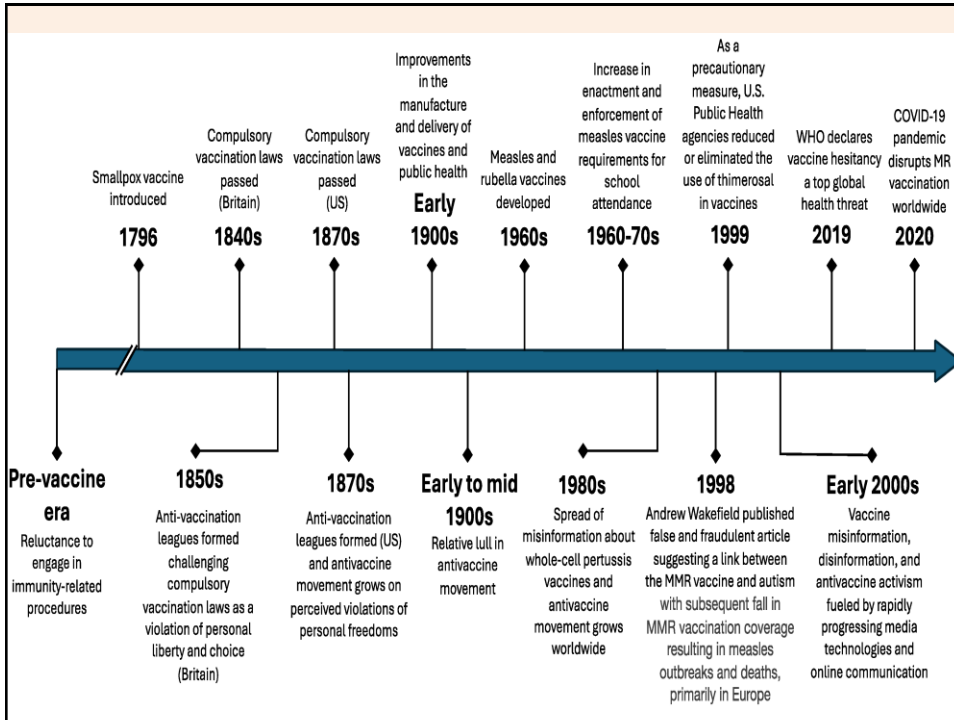 Smallpox vaccine
introduced
1796
Compulsory
vaccination laws
passed
(Britain)
1840s
Compulsory
vaccination laws
passed
(US)
1870s
Improvements
in the
manufacture
and delivery of
vaccines and
public health
Early
1900s
Measles and
rubella vaccines
developed
1960s
Increase in
enactment and
enforcement of
measles vaccine
requirements for
school
attendance
1960-70s
As a
precautionary
measure, U.S.
Public Health
agencies reduced
or eliminated the
use of thimerosal
in vaccines
1999
WHO declares
vaccine hesitancy
a top global
health threat
2019
COVID-19
pandemic
disrupts MR
vaccination
worldwide
2020
Pre-vaccine
era
Reluctance to
engage in
immunity-related
procedures
1850s
Anti-vaccination
leagues formed
challenging
compulsory
vaccination laws as a
violation of personal
liberty and choice
(Britain)
1870s
Anti-vaccination
leagues formed (US)
and antivaccine
movement grows on
perceived violations of
personal freedoms
Early to mid
1900s
Relative lull in
antivaccine
movement
1980s
Spread of
misinformation about
whole-cell pertussis
vaccines and
antivaccine
movement grows
worldwide
1998
Andrew Wakefield published
false and fraudulent article
suggesting a link between
the MMR vaccine and autism
with subsequent fall in
MMR vaccination coverage
resulting in measles
outbreaks and deaths,
primarily in Europe
Early 2000s
Vaccine
misinformation,
disinformation, and
antivaccine activism
fueled by rapidly
progressing media
technologies and
online communication